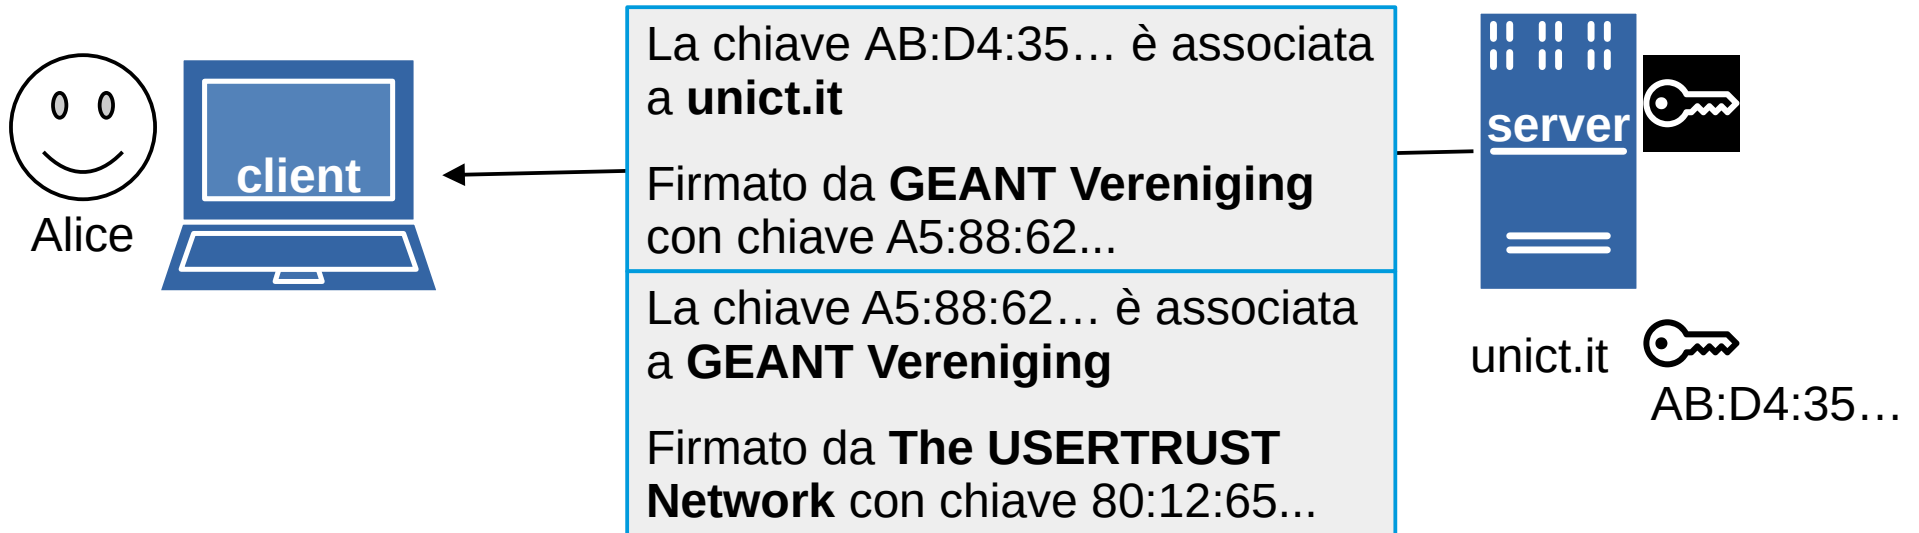 La chiave AB:D4:35… è associata
a unict.it
Firmato da GEANT Vereniging
con chiave A5:88:62...
La chiave A5:88:62… è associata
a GEANT Vereniging
Firmato da The USERTRUST
Network con chiave 80:12:65...
client
Alice
server
unict.it
AB:D4:35…